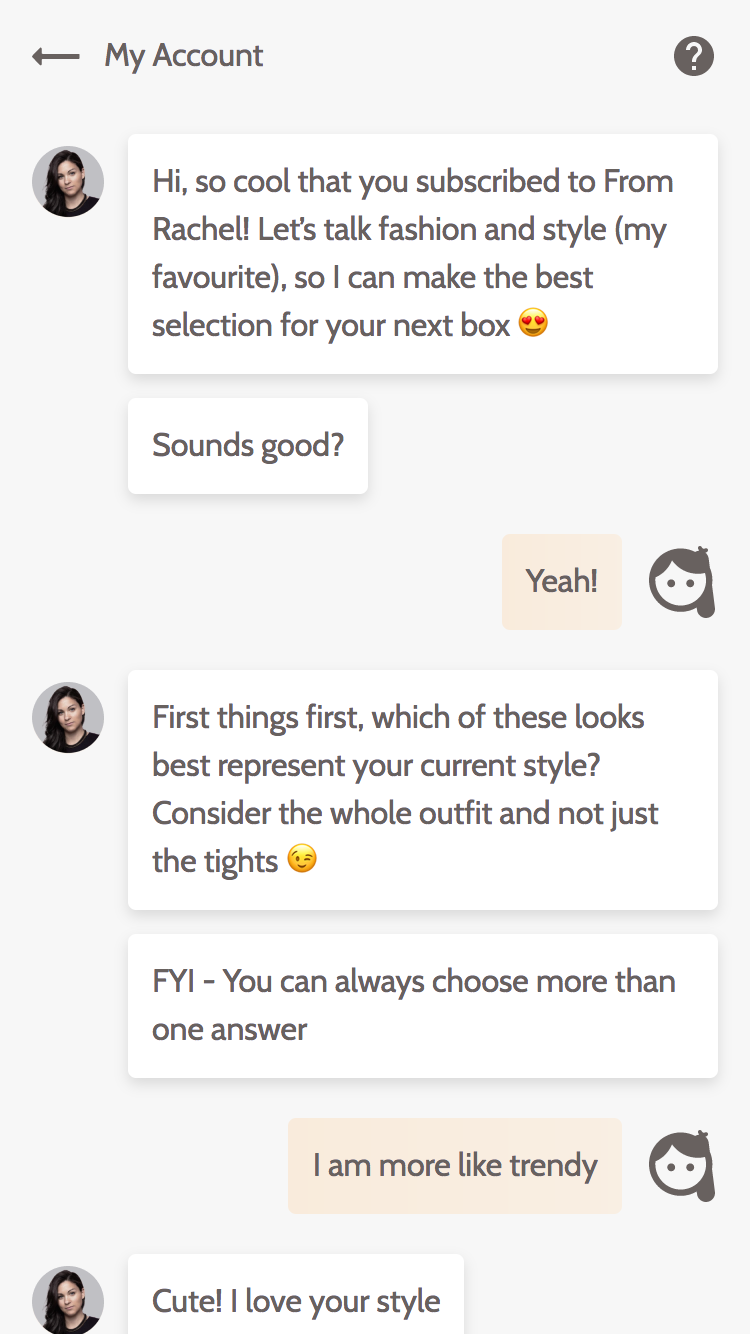 My Account
Hi, so cool that you subscribed to From
Rachel! Let’s talk fashion and style (my
favourite), so I can make the best
selection for your next box 😍
Sounds good?
Yeah!
First things first, which of these looks
best represent your current style?
Consider the whole outfit and not just
the tights 😉
FYI - You can always choose more than
one answer
I am more like trendy
Cute! I love your style